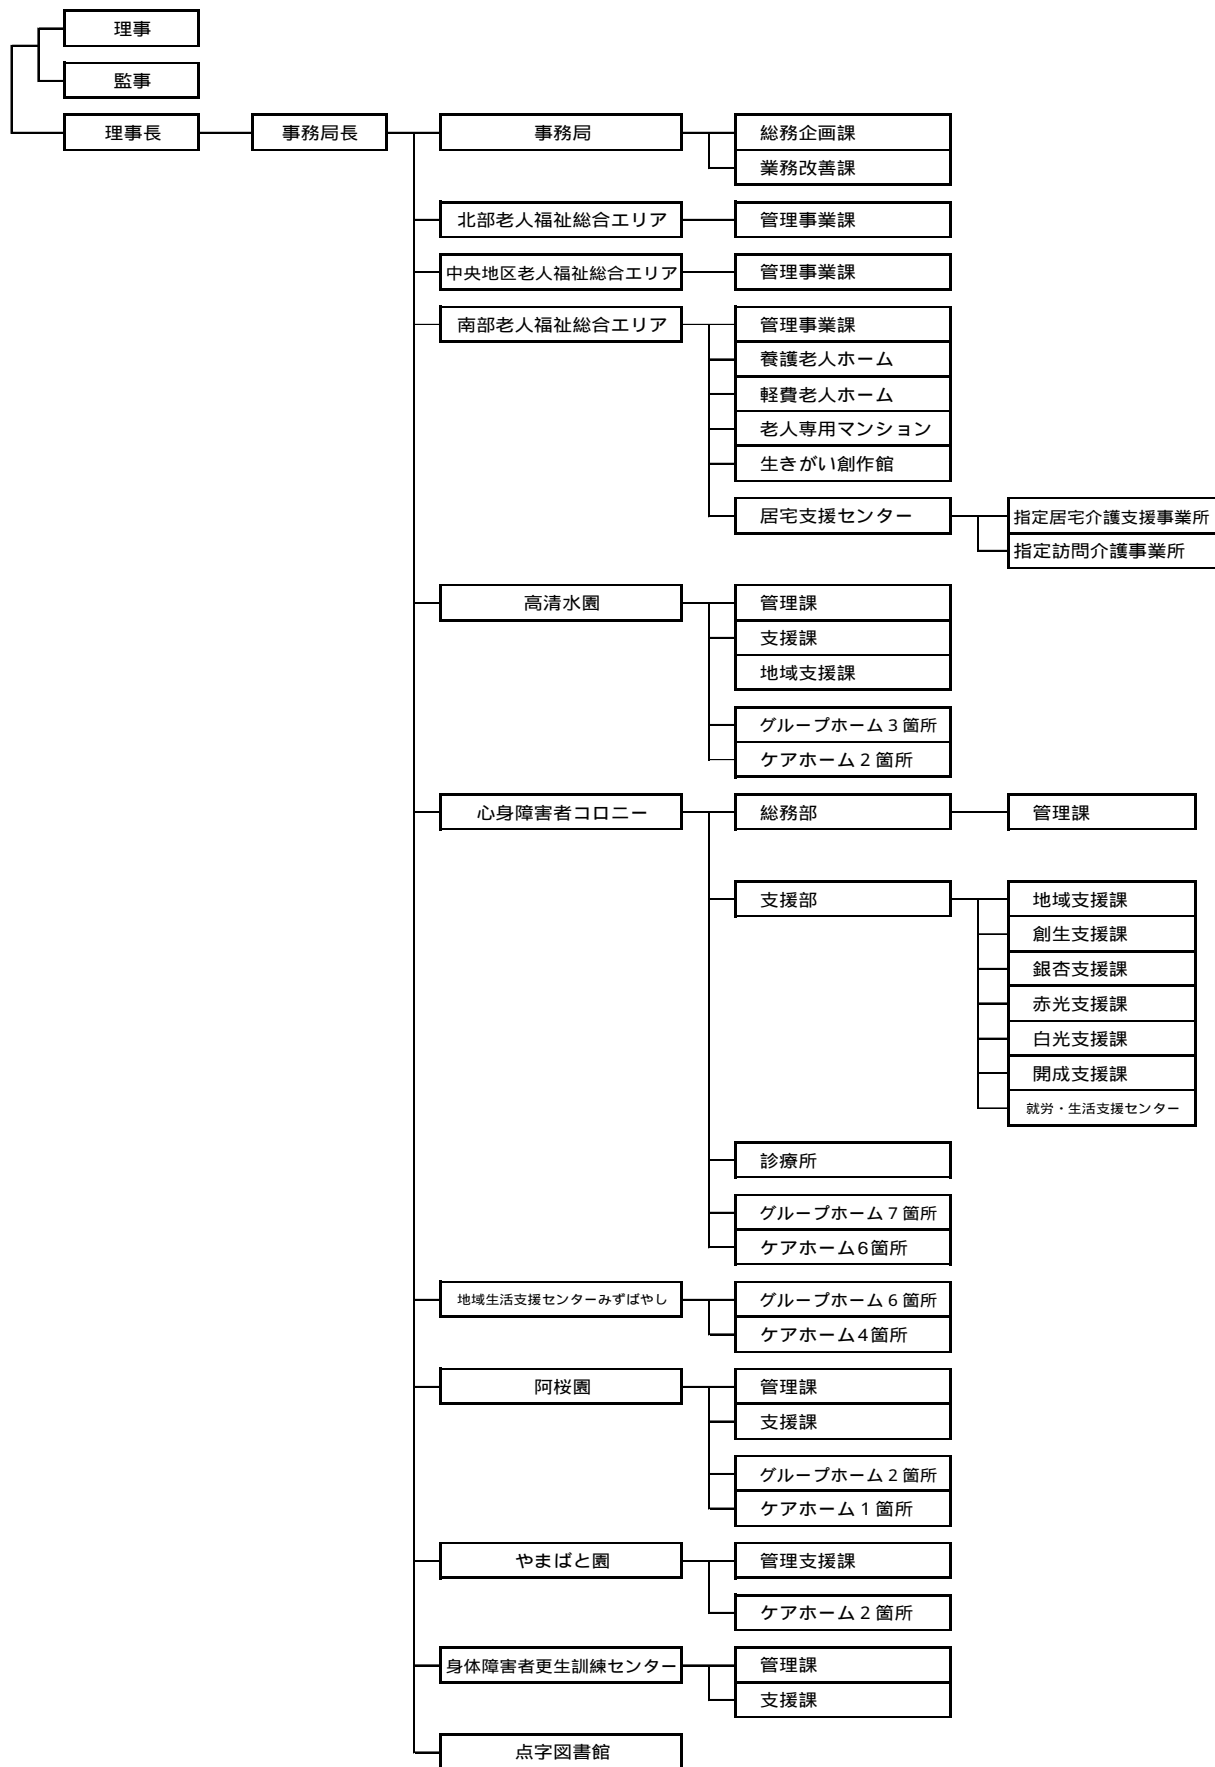 理事
監事
理事長
事務局長
事務局
総務企画課
業務改善課
北部老人福祉総合エリア
管理事業課
中央地区老人福祉総合エリア
管理事業課
南部老人福祉総合エリア
管理事業課
養護老人ホーム
軽費老人ホーム
老人専用マンション
生きがい創作館
居宅支援センター
指定居宅介護支援事業所
指定訪問介護事業所
高清水園
管理課
支援課
地域支援課
グループホーム3箇所
ケアホーム2箇所
心身障害者コロニー
総務部
管理課
支援部
地域支援課
創生支援課
銀杏支援課
赤光支援課
白光支援課
開成支援課
就労・生活支援センター
診療所
グループホーム7箇所
ケアホーム6箇所
地域生活支援センターみずばやし
グループホーム6箇所
ケアホーム4箇所
阿桜園
管理課
支援課
グループホーム2箇所
ケアホーム1箇所
やまばと園
管理支援課
ケアホーム2箇所
身体障害者更生訓練センター
管理課
支援課
点字図書館